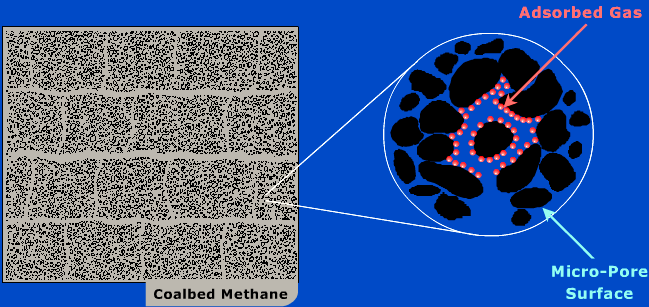 Adsorbed Gas
Coalbed Methane
Micro-Pore
Surface